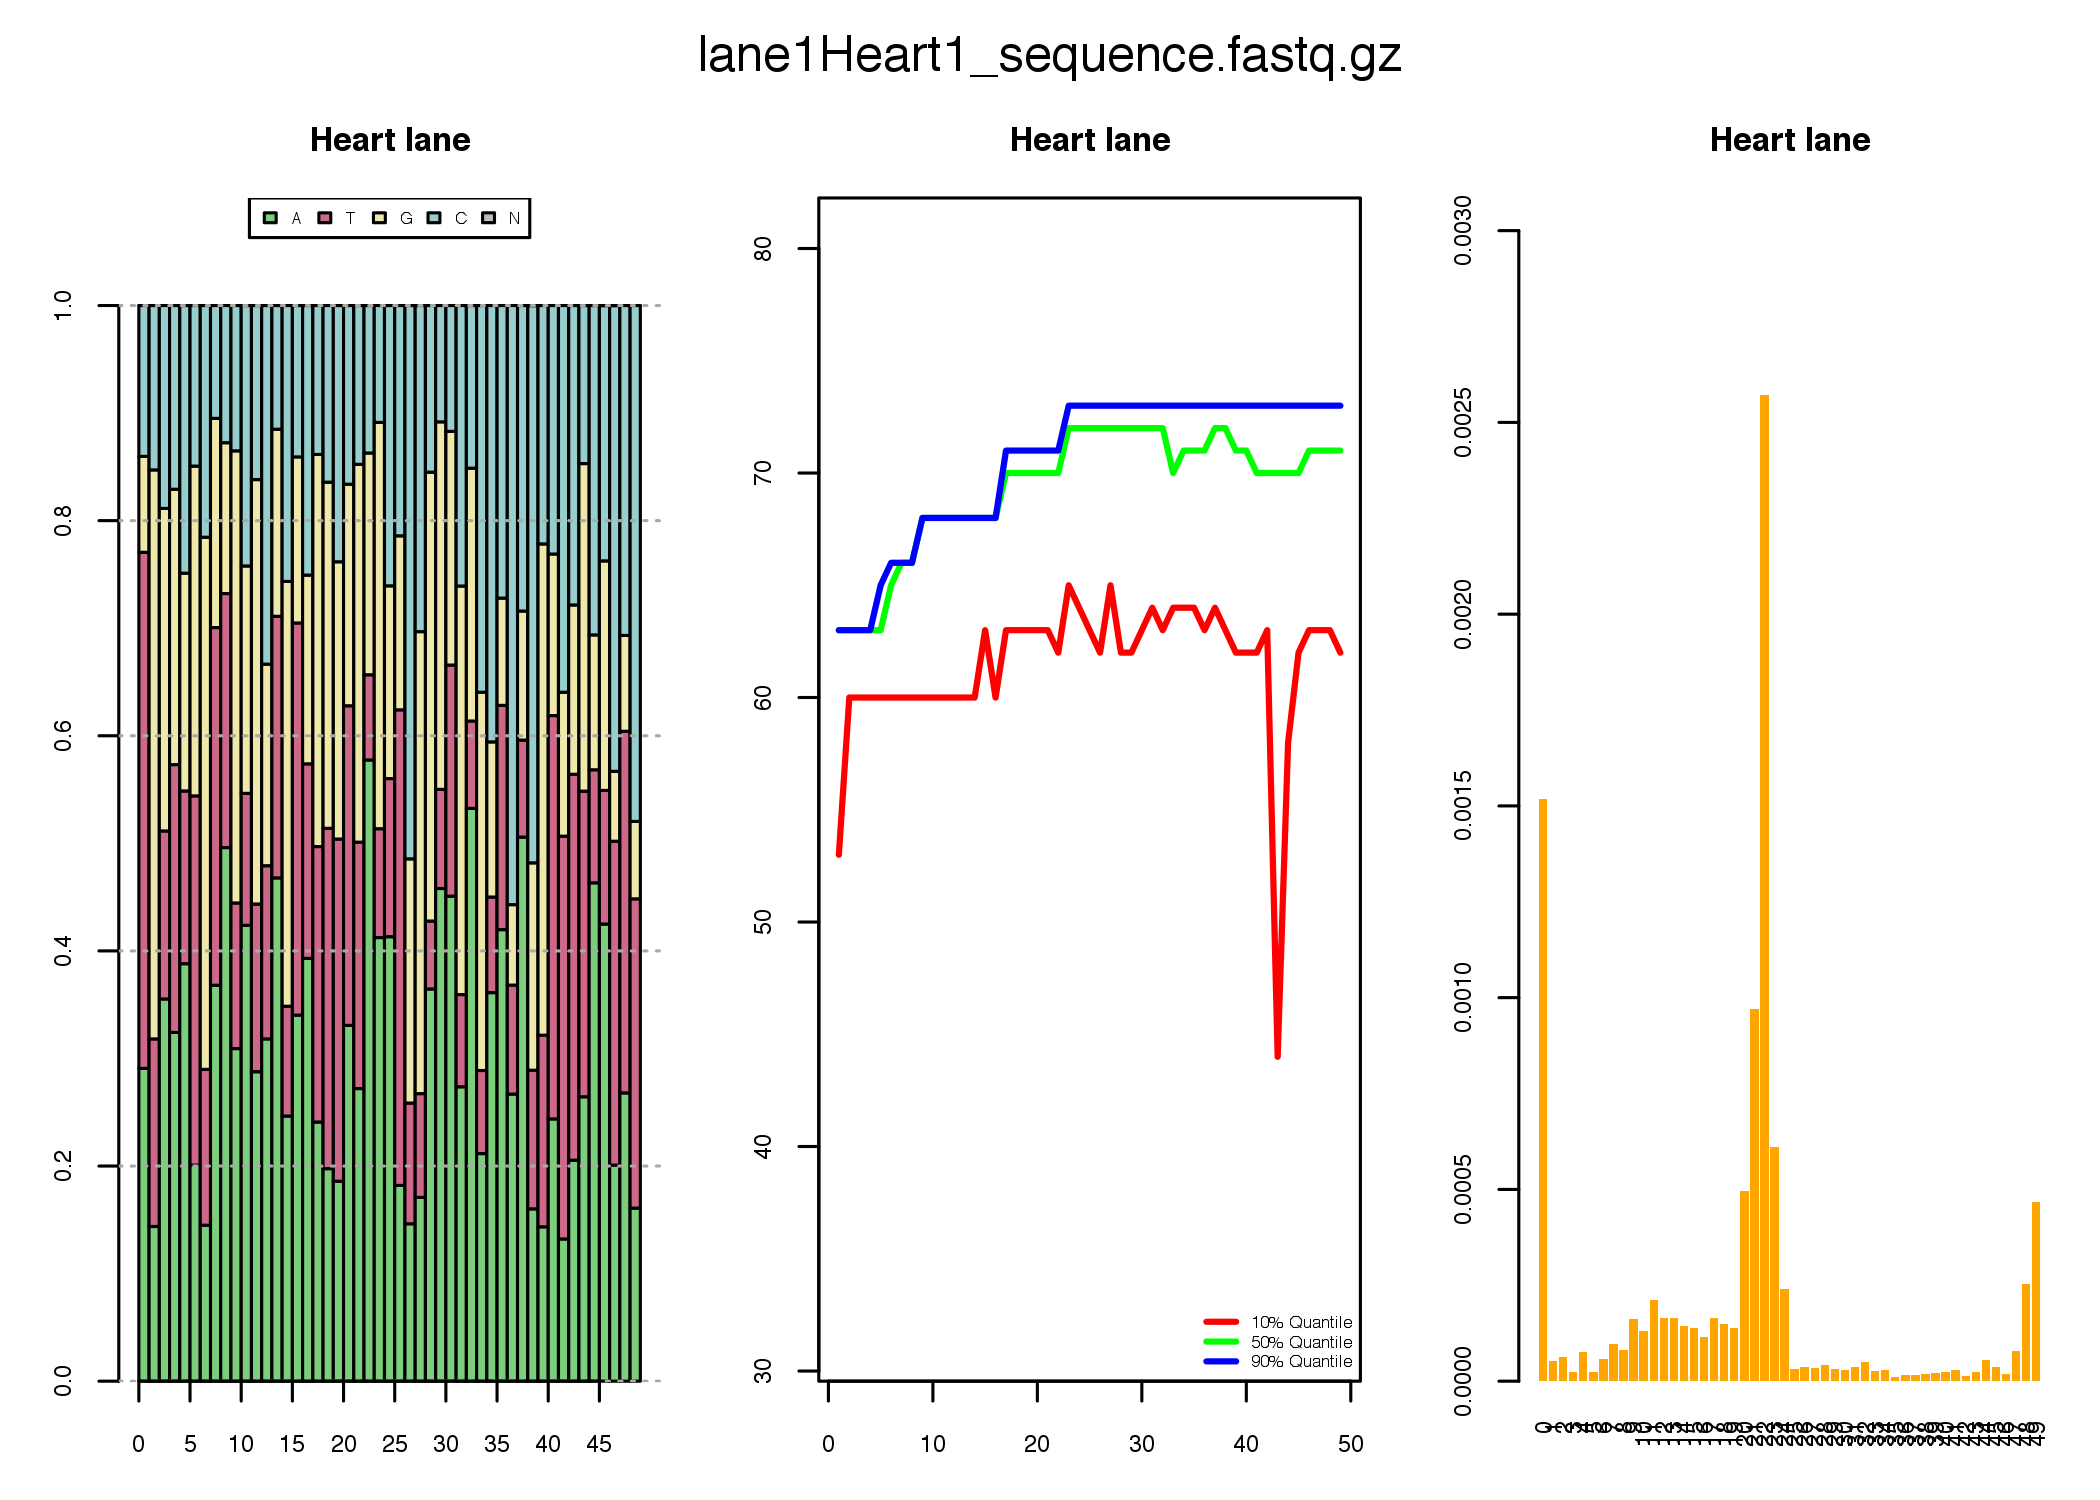 lane1Heart1_sequence.fastq.gz
Heart lane
A T G C N
1.0
0.8
0.6
0.4
0.2
0.0
0 5 10 15 20 25 30 35 40 45
Heart lane
80
70
60
50
40
30
10% Quantile
50% Quantile
90% Quantile
0 10 20 30 40 50
Heart lane
0.0030
0.0025
0.0020
0.0015
0.0010
0.0005
0.0000